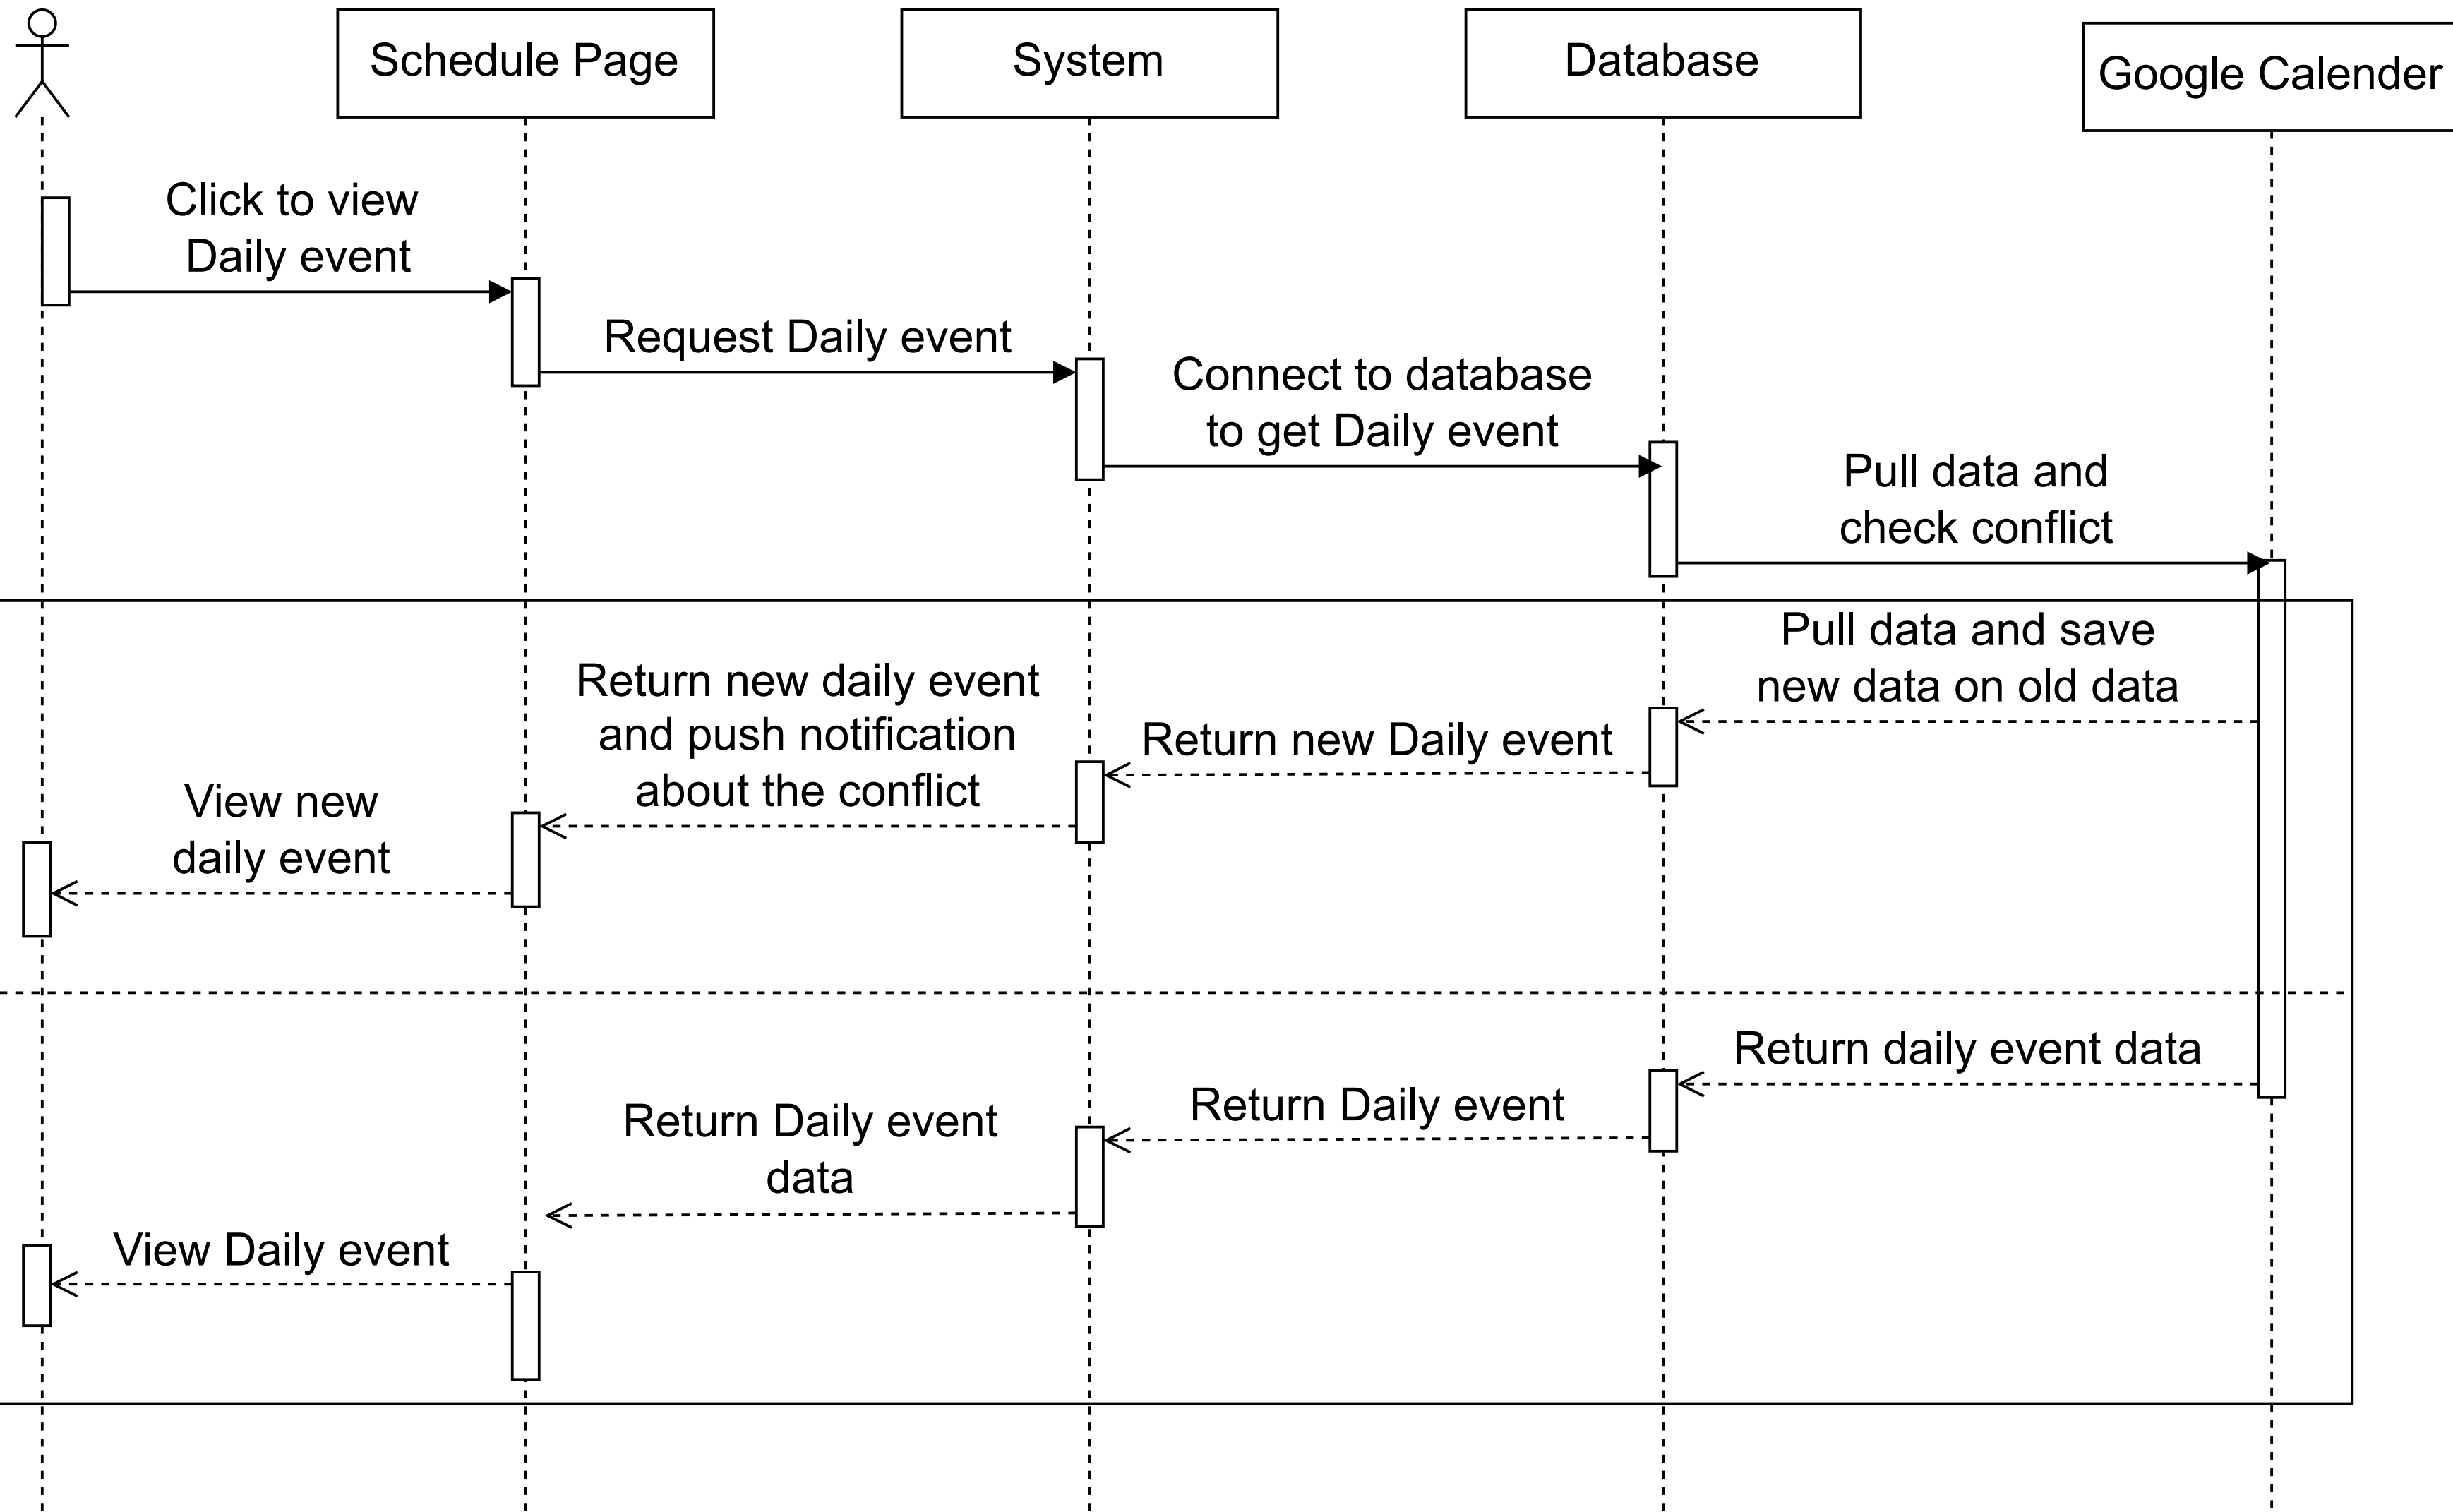 Schedule Page
System
Database
Google Calender
Click to view
Daily event
Request Daily event
Connect to database
to get Daily event
Pull data and
check conflict
Pull data and save
new data on old data
Return new Daily event
Return new daily event
and push notification
about the conflict
View new
daily event
Return daily event data
Return Daily event
Return Daily event
data
View Daily event